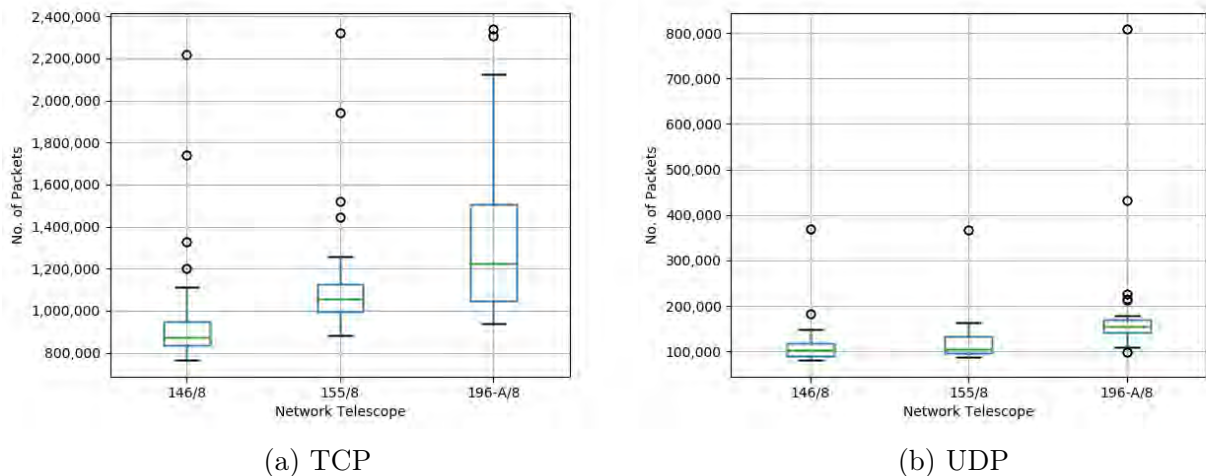 2,400,000
2,200,000
2,000,000
1,800,000
1,600,000
1,400,000
1,200,000
1,000,000
800,000
No. of Packets
146/8
155/8
196-A/8
Network Telescope
(a) TCP
800,000
700,000
600,000
500,000
400,000
300,000
200,000
100,000
No. of Packets
146/8
155/8
196-A/8
Network Telescope
(b) UDP